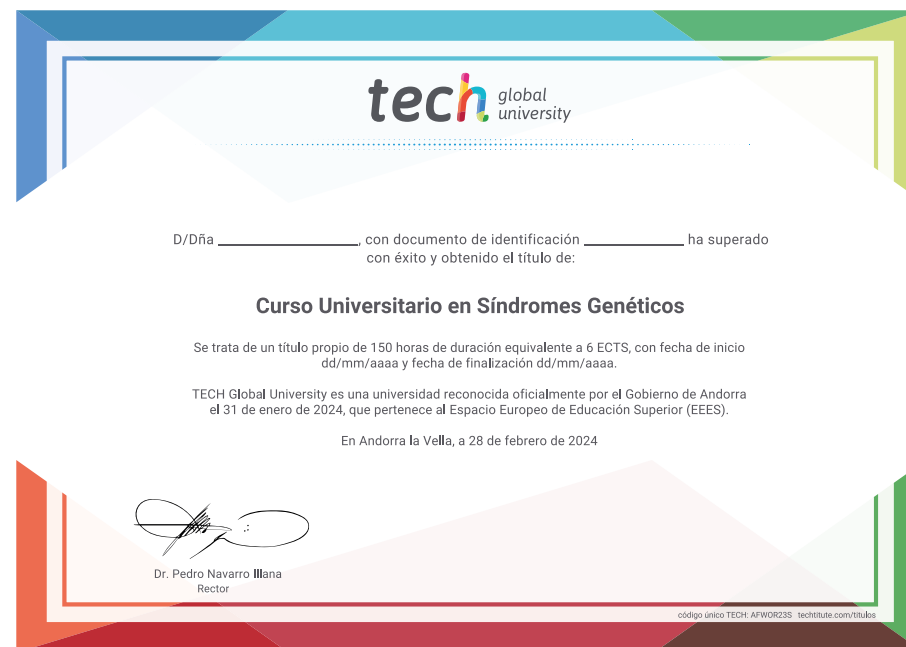 tech global university
D/Dña ____________________, con documento de identificación ______________ ha superado
con éxito y obtenido el título de:
Curso Universitario en Síndromes Genéticos
Se trata de un título propio de 150 horas de duración equivalente a 6 ECTS, con fecha de inicio
dd/mm/aaaa y fecha de finalización dd/mm/aaaa.
TECH Global University es una universidad reconocida oficialmente por el Gobierno de Andorra
el 31 de enero de 2024, que pertenece al Espacio Europeo de Educación Superior (EEES).
En Andorra la Vella, a 28 de febrero de 2024
Dr. Pedro Navarro Illana
Rector
código único TECH: AFWOR23S techtitute.com/titulos